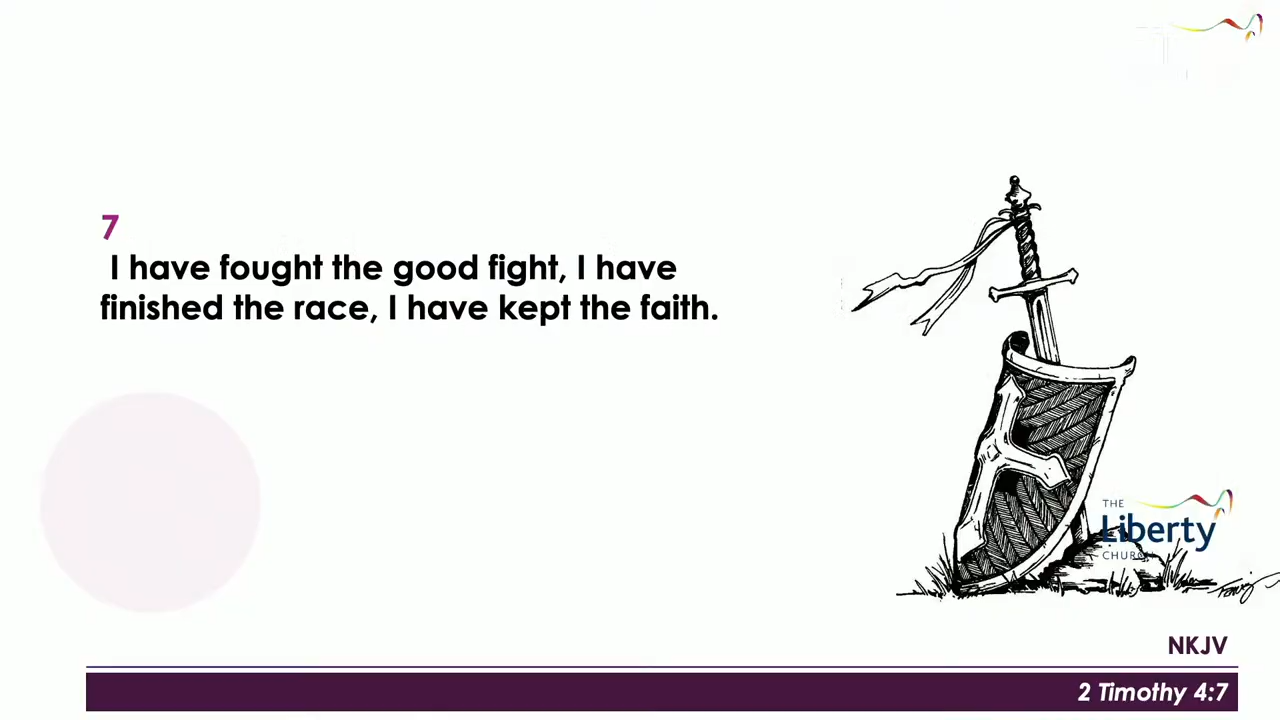 7
I have fought the good fight, I have
finished the race, I have kept the faith.
THE
Liberty
CHURCH
NKJV
2 Timothy 4:7